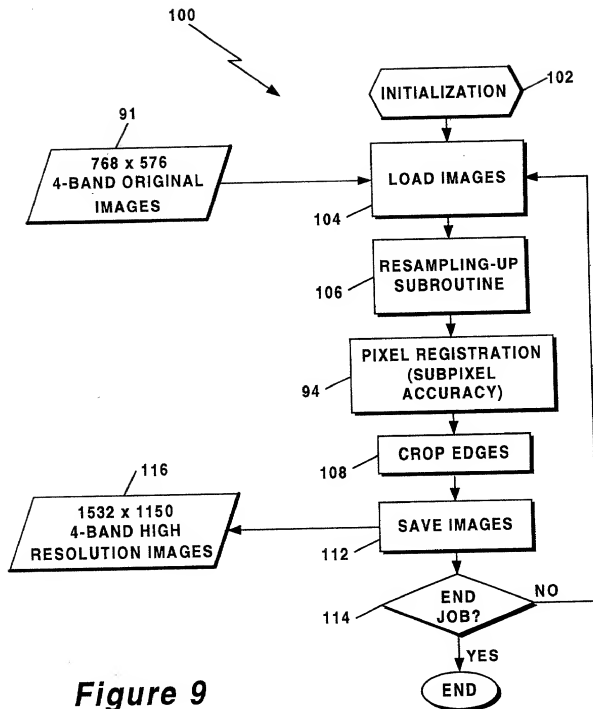 100
INITIALIZATION
102
91
768 x 576
4-BAND ORIGINAL
IMAGES
LOAD IMAGES
104
RESAMPLING-UP
SUBROUTINE
106
PIXEL REGISTRATION
(SUBPIXEL
ACCURACY)
94
CROP EDGES
108
116
1532 x 1150
4-BAND HIGH
RESOLUTION IMAGES
SAVE IMAGES
112
END
JOB?
NO
114
YES
END
Figure 9